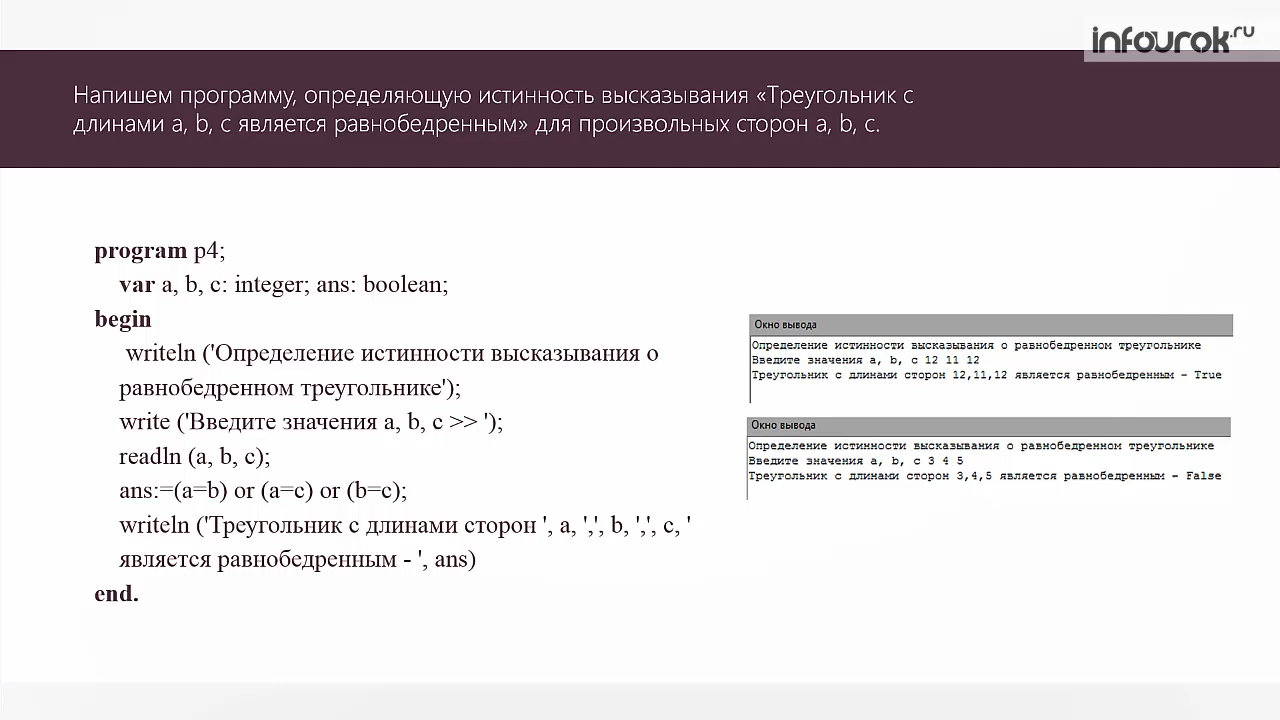 infourok.ru
Напишем программу, определяющую истинность высказывания «Треугольник с
длинами a, b, c является равнобедренным» для произвольных сторон a, b, c.
program p4;
var a, b, c: integer; ans: boolean;
begin
writeln ('Определение истинности высказывания о
равнобедренном треугольнике');
write ('Введите значения a, b, c >> ');
readln (a, b, c);
ans:=(a=b) or (a=c) or (b=c);
writeln ('Треугольник с длинами сторон ', a, ',', b, ',', c, '
является равнобедренным - ', ans)
end.
Окно вывода
Определение истинности высказывания о равнобедренном треугольнике
Введите значения a, b, c 12 11 12
Треугольник с длинами сторон 12,11,12 является равнобедренным - True
Окно вывода
Определение истинности высказывания о равнобедренном треугольнике
Введите значения a, b, c 3 4 5
Треугольник с длинами сторон 3,4,5 является равнобедренным - False